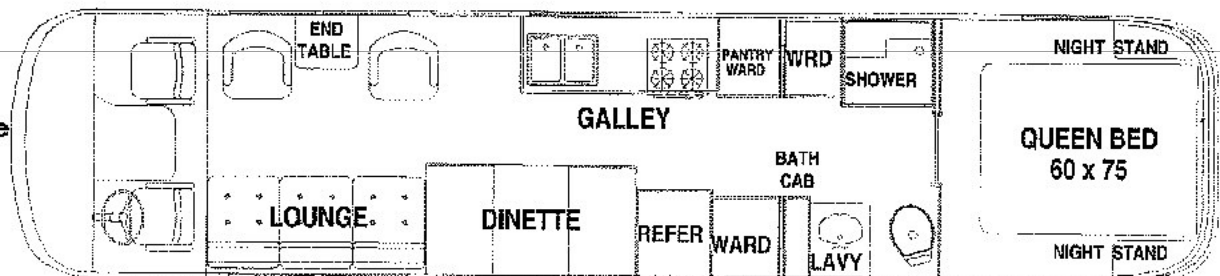 END
TABLE
PANTRY
WARD
WRD
SHOWER
NIGHT STAND
GALLEY
QUEEN BED
60 x 75
BATH
CAB
LOUNGE
DINETTE
REFER
WARD
LAVY
NIGHT STAND